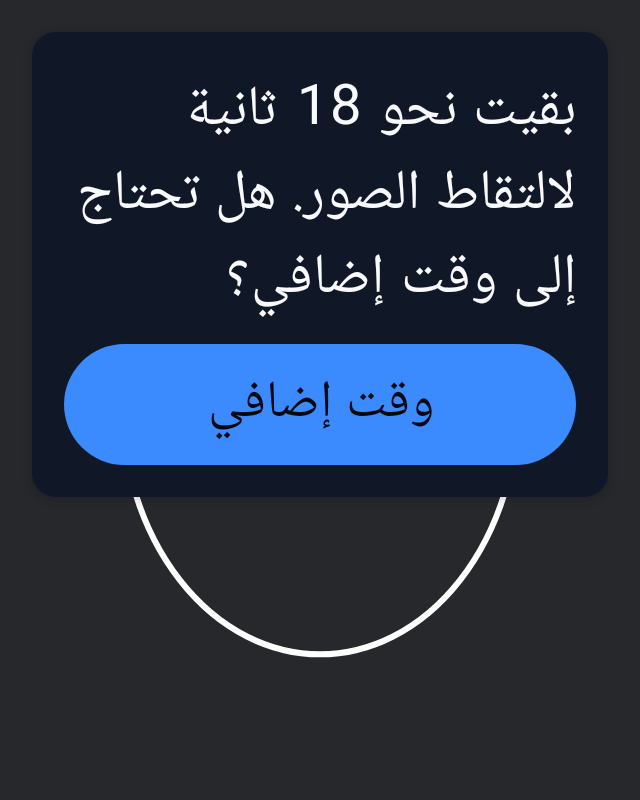 بقيت نحو 18 ثانية
لالتقاط الصور. هل تحتاج
إلى وقت إضافي؟
وقت إضافي